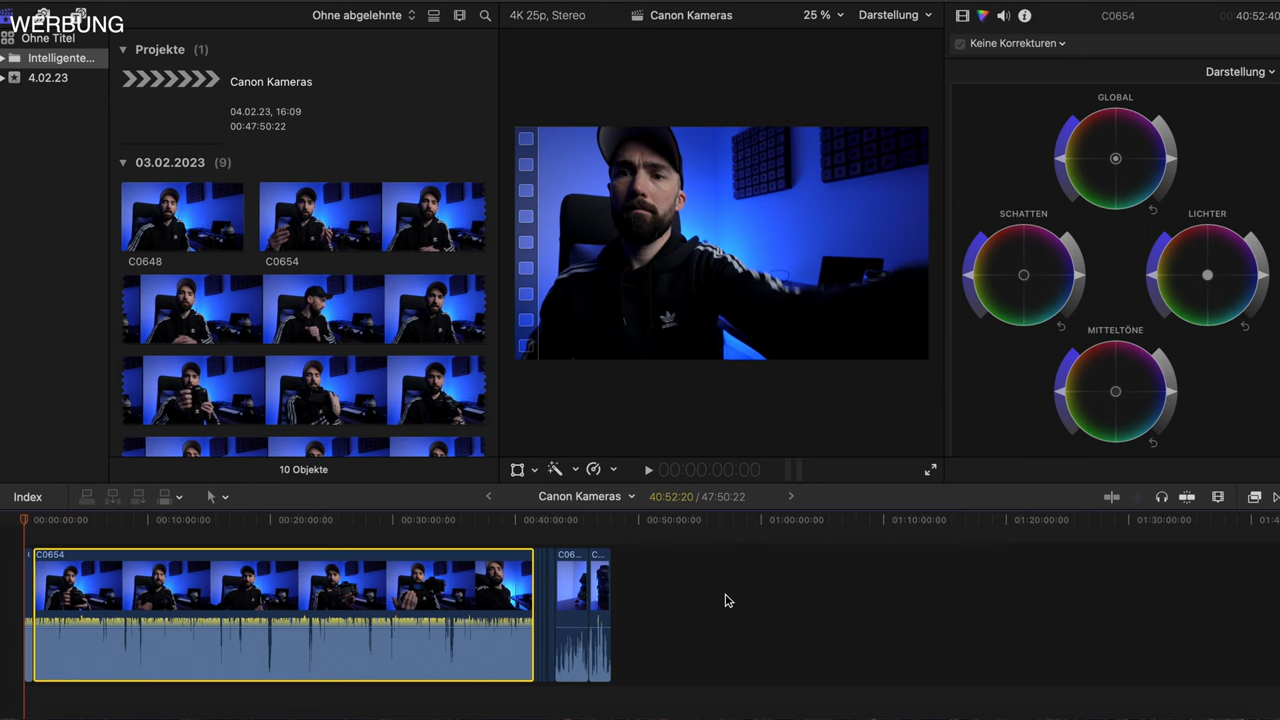 WERBUNG
Ohne Titel
Intelligente...
4.02.23
Ohne abgelehnte
Projekte (1)
Canon Kameras
04.02.23, 16:09
00:47:50:22
03.02.2023 (9)
C0648
C0654
10 Objekte
4K 25p, Stereo
Canon Kameras
25 %
Darstellung
C0654
40:52:40
Keine Korrekturen
Darstellung
GLOBAL
SCHATTEN
LICHTER
MITTELTÖNE
00:00:00:00
Index
Canon Kameras
40:52:20 / 47:50:22
00:00:00:00
00:10:00:00
00:20:00:00
00:30:00:00
00:40:00:00
00:50:00:00
01:00:00:00
01:10:00:00
01:20:00:00
01:30:00:00
C0654
C06...
C...